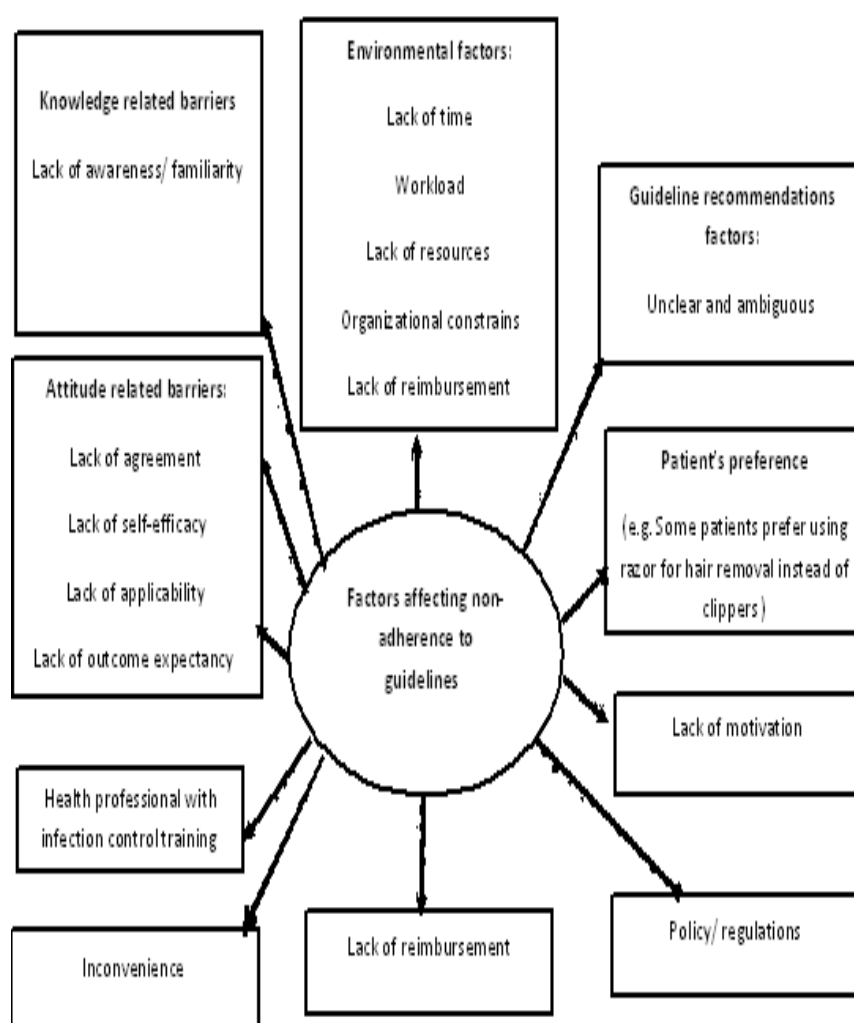 Knowledge related barriers
Lack of awareness/ familiarity
Environmental factors:
Lack of time
Workload
Lack of resources
Organizational constrains
Lack of reimbursement
Guideline recommendations
factors:
Unclear and ambiguous
Attitude related barriers:
Lack of agreement
Lack of self-efficacy
Lack of applicability
Lack of outcome expectancy
Factors affecting non-
adherence to
guidelines
Patient's preference
(e.g. Some patients prefer using
razor for hair removal instead of
clippers)
Lack of motivation
Health professional with
infection control training
Inconvenience
Lack of reimbursement
Policy/ regulations